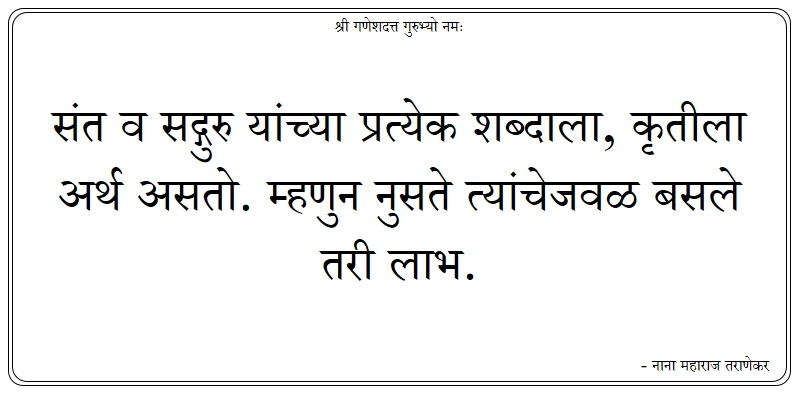 श्री गणेशदत्त गुरुभ्यो नमः
संत व सद्गुरु यांच्या प्रत्येक शब्दाला, कृतीला
अर्थ असतो. म्हणुन नुसते त्यांचेजवळ बसले
तरी लाभ.
- नाना महाराज तराणेकर